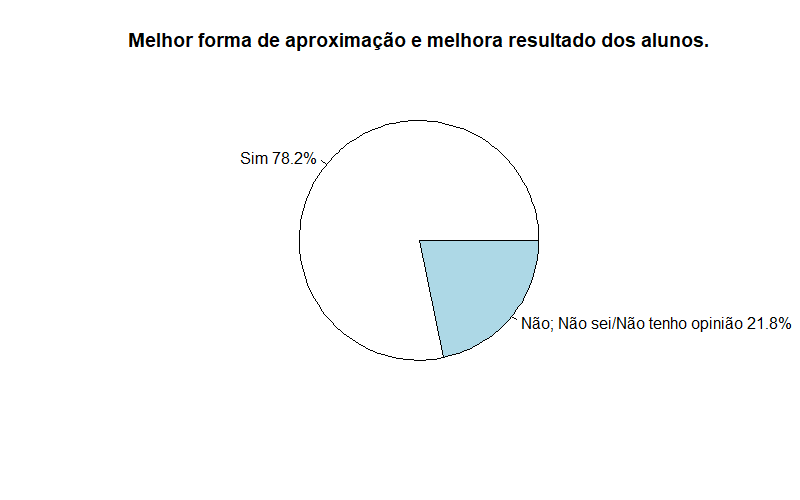 Melhor forma de aproximação e melhora resultado dos alunos.
Sim 78.2%
Não; Não sei/Não tenho opinião 21.8%